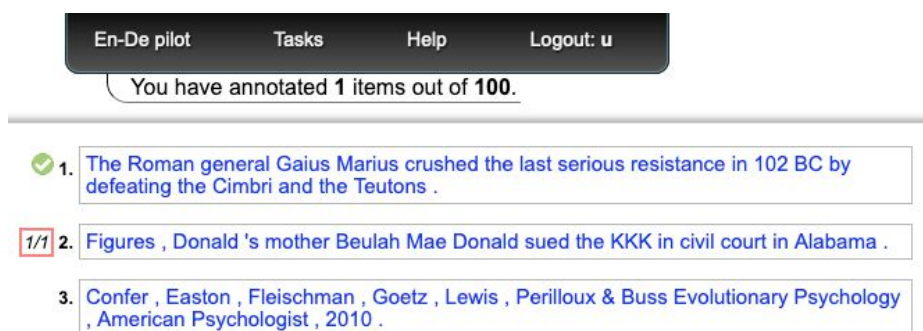 En-De pilot Tasks Help Logout: u
You have annotated 1 items out of 100.
1. The Roman general Gaius Marius crushed the last serious resistance in 102 BC by
defeating the Cimbri and the Teutons .
1/1 2. Figures , Donald 's mother Beulah Mae Donald sued the KKK in civil court in Alabama .
3. Confer , Easton , Fleischman , Goetz , Lewis , Perilloux & Buss Evolutionary Psychology
, American Psychologist , 2010 .